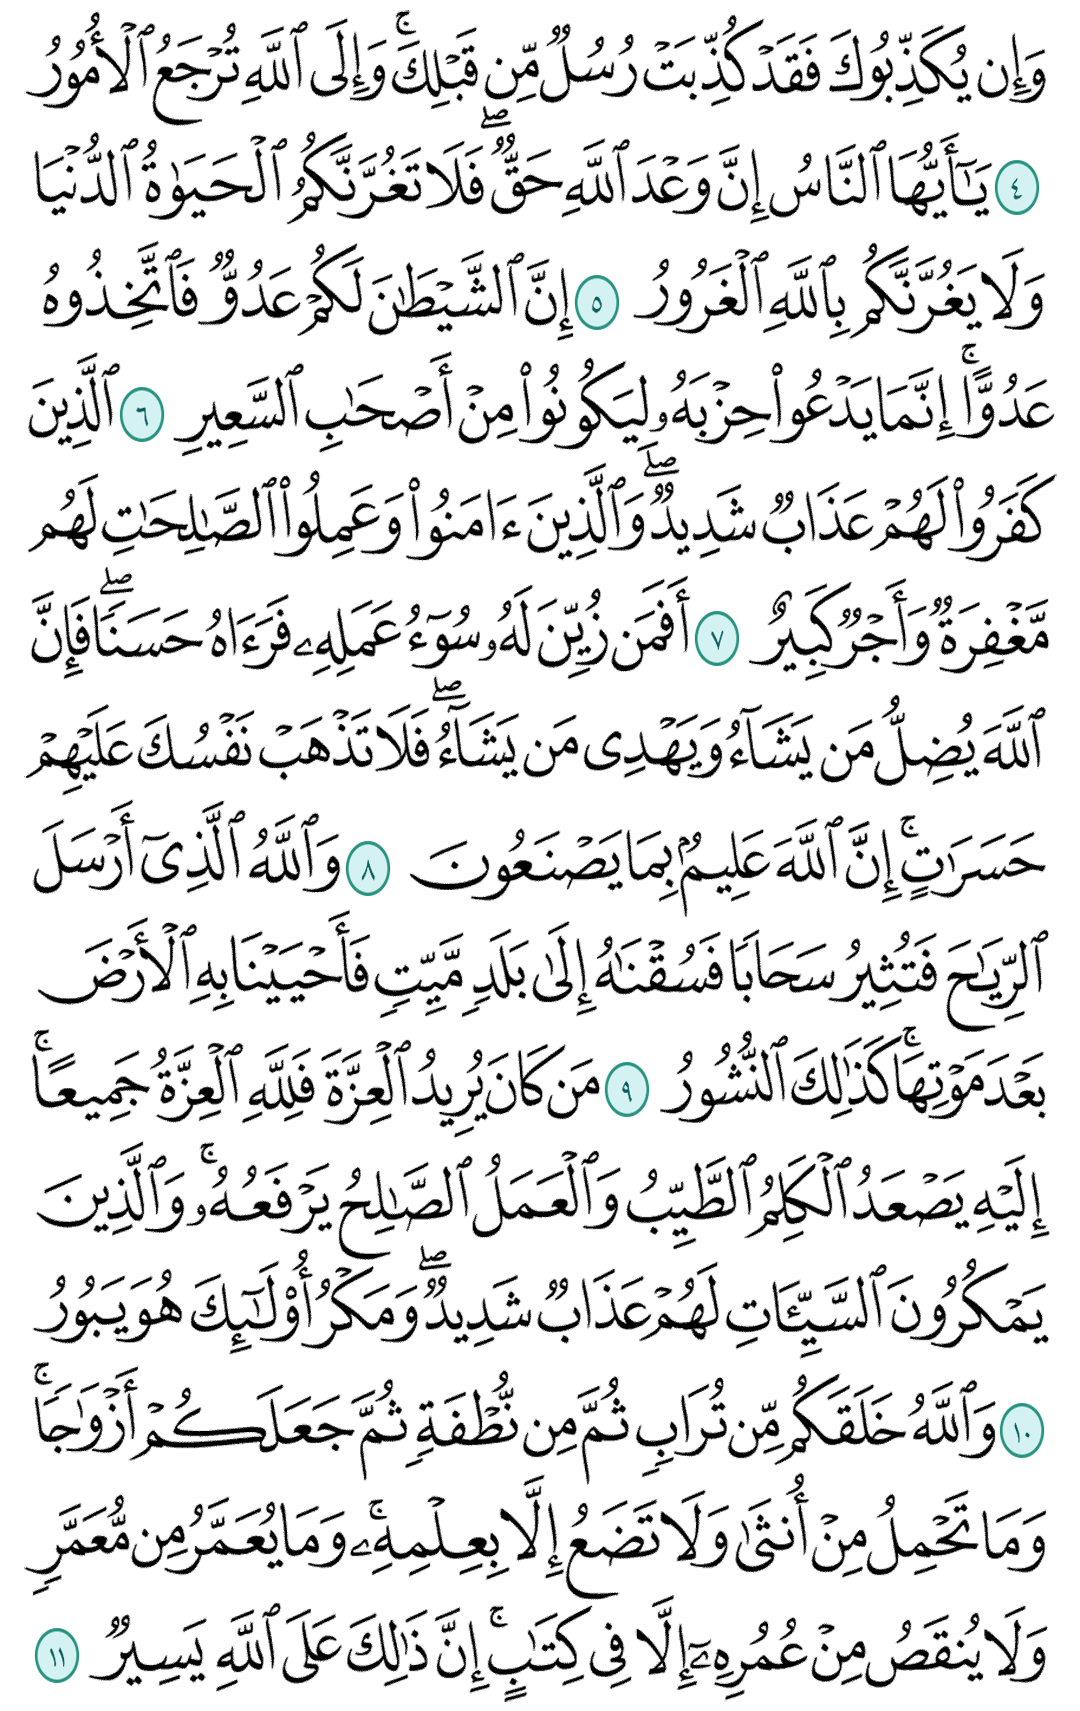 وَإِن يُكَذِّبُوكَ فَقَدْ كُذِّبَتْ رُسُلٌ مِّن قَبْلِكَ ۚ وَإِلَى ٱللَّهِ تُرْجَعُ ٱلْأُمُورُ
٤ يَـٰٓأَيُّهَا ٱلنَّاسُ إِنَّ وَعْدَ ٱللَّهِ حَقٌّ ۖ فَلَا تَغُرَّنَّكُمُ ٱلْحَيَوٰةُ ٱلدُّنْيَا
وَلَا يَغُرَّنَّكُم بِٱللَّهِ ٱلْغَرُورُ ٥ إِنَّ ٱلشَّيْطَـٰنَ لَكُمْ عَدُوٌّ فَٱتَّخِذُوهُ
عَدُوًّا ۚ إِنَّمَا يَدْعُوا۟ حِزْبَهُۥ لِيَكُونُوا۟ مِنْ أَصْحَـٰبِ ٱلسَّعِيرِ ٦ ٱلَّذِينَ
كَفَرُوا۟ لَهُمْ عَذَابٌ شَدِيدٌ ۖ وَٱلَّذِينَ ءَامَنُوا۟ وَعَمِلُوا۟ ٱلصَّـٰلِحَـٰتِ لَهُم
مَّغْفِرَةٌ وَأَجْرٌ كَبِيرٌ ٧ أَفَمَن زُيِّنَ لَهُۥ سُوٓءُ عَمَلِهِۦ فَرَءَاهُ حَسَنًا ۖ فَإِنَّ
ٱللَّهَ يُضِلُّ مَن يَشَآءُ وَيَهْدِى مَن يَشَآءُ ۖ فَلَا تَذْهَبْ نَفْسُكَ عَلَيْهِمْ
حَسَرَٰتٍ ۚ إِنَّ ٱللَّهَ عَلِيمٌۢ بِمَا يَصْنَعُونَ ٨ وَٱللَّهُ ٱلَّذِىٓ أَرْسَلَ
ٱلرِّيَـٰحَ فَتُثِيرُ سَحَابًا فَسُقْنَـٰهُ إِلَىٰ بَلَدٍ مَّيِّتٍ فَأَحْيَيْنَا بِهِ ٱلْأَرْضَ
بَعْدَ مَوْتِهَا ۚ كَذَٰلِكَ ٱلنُّشُورُ ٩ مَن كَانَ يُرِيدُ ٱلْعِزَّةَ فَلِلَّهِ ٱلْعِزَّةُ جَمِيعًا ۚ
إِلَيْهِ يَصْعَدُ ٱلْكَلِمُ ٱلطَّيِّبُ وَٱلْعَمَلُ ٱلصَّـٰلِحُ يَرْفَعُهُۥ ۚ وَٱلَّذِينَ
يَمْكُرُونَ ٱلسَّيِّـَٔاتِ لَهُمْ عَذَابٌ شَدِيدٌ ۖ وَمَكْرُ أُو۟لَـٰٓئِكَ هُوَ يَبُورُ
١٠ وَٱللَّهُ خَلَقَكُم مِّن تُرَابٍ ثُمَّ مِن نُّطْفَةٍ ثُمَّ جَعَلَكُمْ أَزْوَٰجًا ۚ
وَمَا تَحْمِلُ مِنْ أُنثَىٰ وَلَا تَضَعُ إِلَّا بِعِلْمِهِۦ ۚ وَمَا يُعَمَّرُ مِن مُّعَمَّرٍ
وَلَا يُنقَصُ مِنْ عُمُرِهِۦٓ إِلَّا فِى كِتَـٰبٍ ۚ إِنَّ ذَٰلِكَ عَلَى ٱللَّهِ يَسِيرٌ ١١